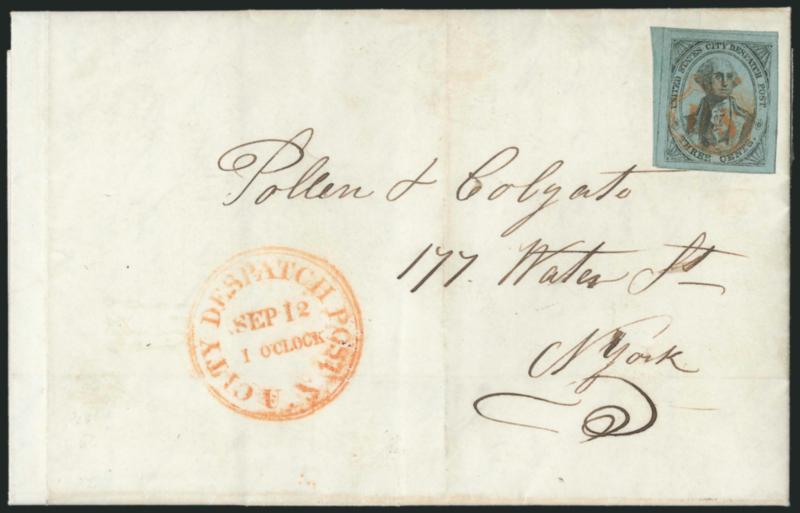 UNITED STATES CITY DESPATCH POST.
THREE CENTS.
Pollen & Colgate
177. Water St
N York
CITY DESPATCH POST N.Y.
SEP 12
1 O'CLOCK